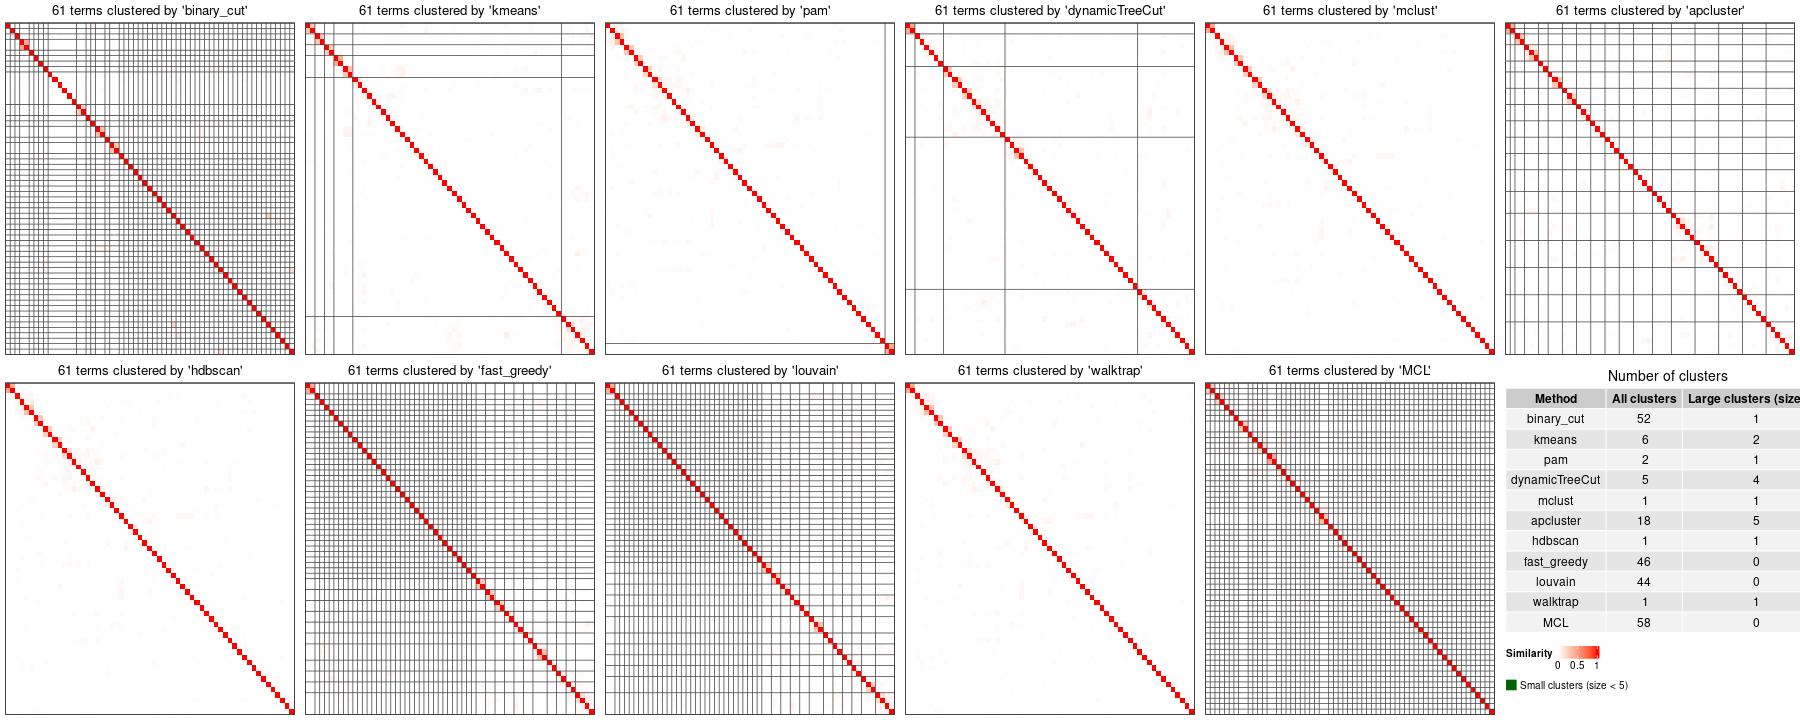 61 terms clustered by 'binary_cut'
61 terms clustered by 'kmeans'
61 terms clustered by 'pam'
61 terms clustered by 'dynamicTreeCut'
61 terms clustered by 'mclust'
61 terms clustered by 'apcluster'
61 terms clustered by 'hdbscan'
61 terms clustered by 'fast_greedy'
61 terms clustered by 'louvain'
61 terms clustered by 'walktrap'
61 terms clustered by 'MCL'
Number of clusters
Method All clusters Large clusters (size
binary_cut 52 1
kmeans 6 2
pam 2 1
dynamicTreeCut 5 4
mclust 1 1
apcluster 18 5
hdbscan 1 1
fast_greedy 46 0
louvain 44 0
walktrap 1 1
MCL 58 0
Similarity
0 0.5 1
Small clusters (size < 5)